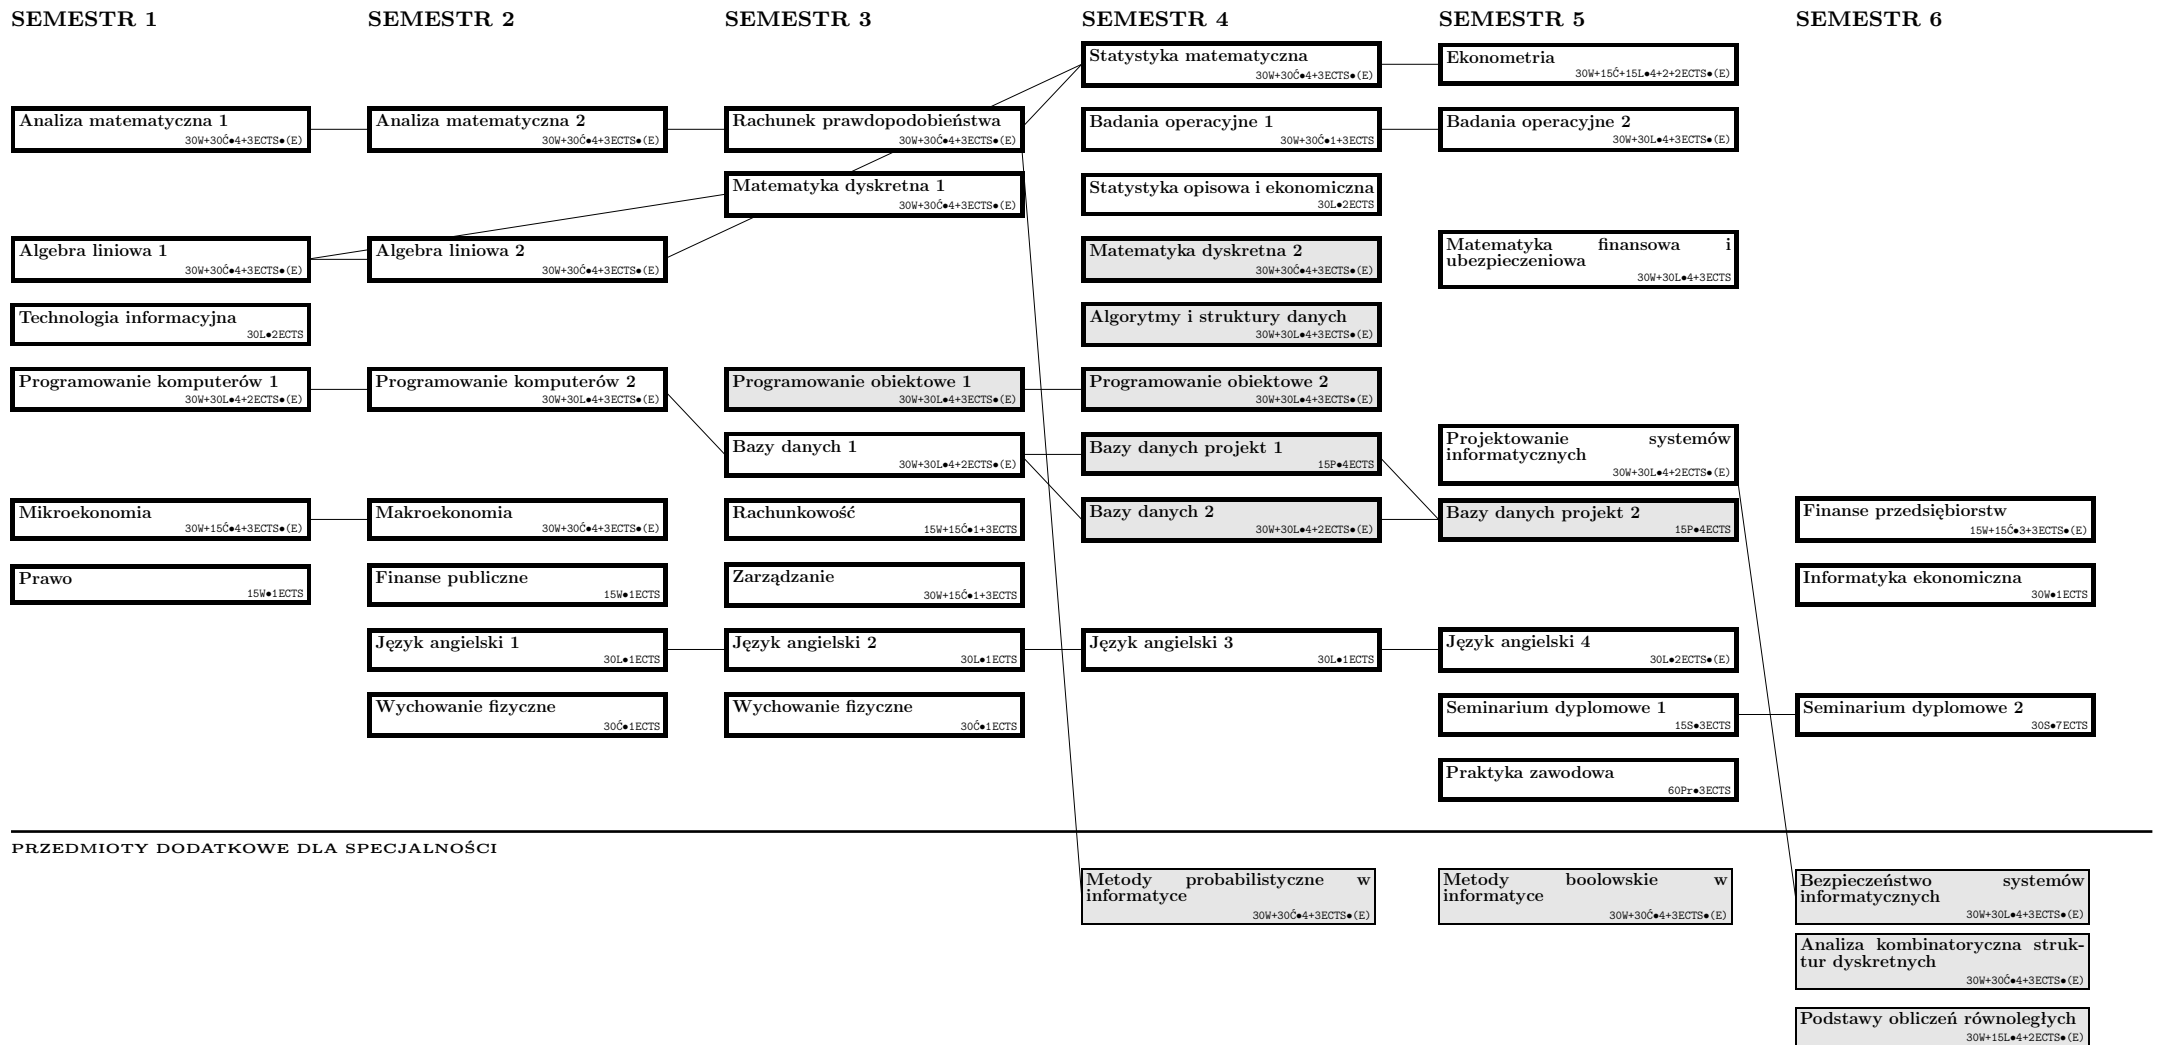 SEMESTR 1
SEMESTR 2
SEMESTR 3
SEMESTR 4
SEMESTR 5
SEMESTR 6
Analiza matematyczna 1
30W+30Ć●4+3ECTS●(E)
Algebra liniowa 1
30W+30Ć●4+3ECTS●(E)
Technologia informacyjna
30L●2ECTS
Programowanie komputerów 1
30W+30L●4+2ECTS●(E)
Mikroekonomia
30W+15Ć●4+3ECTS●(E)
Prawo
15W●1ECTS
Analiza matematyczna 2
30W+30Ć●4+3ECTS●(E)
Algebra liniowa 2
30W+30Ć●4+3ECTS●(E)
Programowanie komputerów 2
30W+30L●4+3ECTS●(E)
Makroekonomia
30W+30Ć●4+3ECTS●(E)
Finanse publiczne
15W●1ECTS
Język angielski 1
30L●1ECTS
Wychowanie fizyczne
30Ć●1ECTS
Rachunek prawdopodobieństwa
30W+30Ć●4+3ECTS●(E)
Matematyka dyskretna 1
30W+30Ć●4+3ECTS●(E)
Programowanie obiektowe 1
30W+30L●4+3ECTS●(E)
Bazy danych 1
30W+30L●4+2ECTS●(E)
Rachunkowość
15W+15Ć●1+3ECTS
Zarządzanie
30W+15Ć●1+3ECTS
Język angielski 2
30L●1ECTS
Wychowanie fizyczne
30Ć●1ECTS
Statystyka matematyczna
30W+30Ć●4+3ECTS●(E)
Badania operacyjne 1
30W+30Ć●1+3ECTS
Statystyka opisowa i ekonomiczna
30L●2ECTS
Matematyka dyskretna 2
30W+30Ć●4+3ECTS●(E)
Algorytmy i struktury danych
30W+30L●4+3ECTS●(E)
Programowanie obiektowe 2
30W+30L●4+3ECTS●(E)
Bazy danych projekt 1
15P●4ECTS
Bazy danych 2
30W+30L●4+2ECTS●(E)
Język angielski 3
30L●1ECTS
Ekonometria
30W+15Ć+15L●4+2+2ECTS●(E)
Badania operacyjne 2
30W+30L●4+3ECTS●(E)
Matematyka finansowa i
ubezpieczeniowa
30W+30L●4+3ECTS
Projektowanie systemów
informatycznych
30W+30L●4+2ECTS●(E)
Bazy danych projekt 2
15P●4ECTS
Język angielski 4
30L●2ECTS●(E)
Seminarium dyplomowe 1
15S●3ECTS
Praktyka zawodowa
60Pr●3ECTS
Finanse przedsiębiorstw
15W+15Ć●3+3ECTS●(E)
Informatyka ekonomiczna
30W●1ECTS
Seminarium dyplomowe 2
30S●7ECTS
PRZEDMIOTY DODATKOWE DLA SPECJALNOŚCI
Metody probabilistyczne w
informatyce
30W+30Ć●4+3ECTS●(E)
Metody boolowskie w
informatyce
30W+30Ć●4+3ECTS●(E)
Bezpieczeństwo systemów
informatycznych
30W+30L●4+3ECTS●(E)
Analiza kombinatoryczna struk-
tur dyskretnych
30W+30Ć●4+3ECTS●(E)
Podstawy obliczeń równoległych
30W+15L●4+2ECTS●(E)